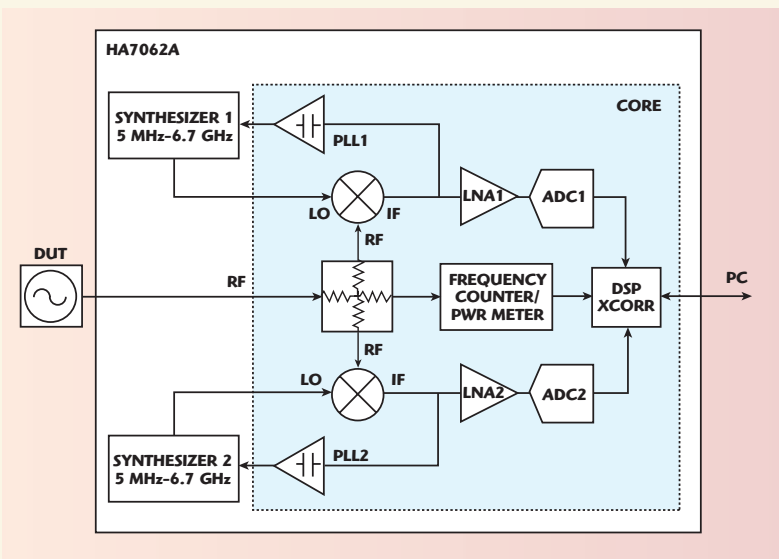 HA7062A
SYNTHESIZER 1
5 MHz-6.7 GHz
CORE
PLL1
LNA1
ADC1
LO
IF
RF
DUT
RF
FREQUENCY
COUNTER/
PWR METER
DSP
XCORR
PC
RF
LO
IF
LNA2
ADC2
SYNTHESIZER 2
5 MHz-6.7 GHz
PLL2